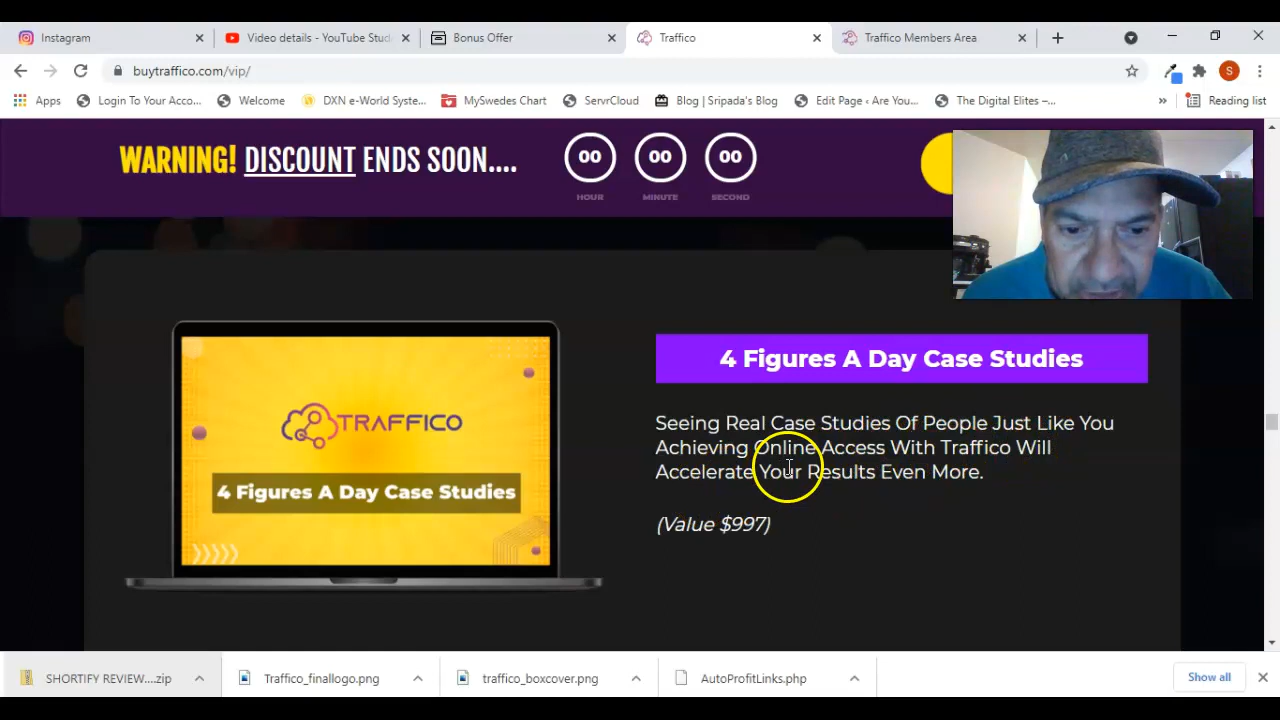 Instagram
Video details - YouTube Stud
Bonus Offer
Traffico
Traffico Members Area
buytraffico.com/vip/
S
Apps
Login To Your Acco...
Welcome
DXN e-World Syste...
MySwedes Chart
ServrCloud
Blog | Sripada's Blog
Edit Page ‹ Are You...
The Digital Elites –...
»
Reading list
WARNING! DISCOUNT ENDS SOON....
00
00
00
HOUR
MINUTE
SECOND
TRAFFICO
4 Figures A Day Case Studies
4 Figures A Day Case Studies
Seeing Real Case Studies Of People Just Like You
Achieving Online Access With Traffico Will
Accelerate Your Results Even More.
(Value $997)
SHORTIFY REVIEW....zip
Traffico_finallogo.png
traffico_boxcover.png
AutoProfitLinks.php
Show all